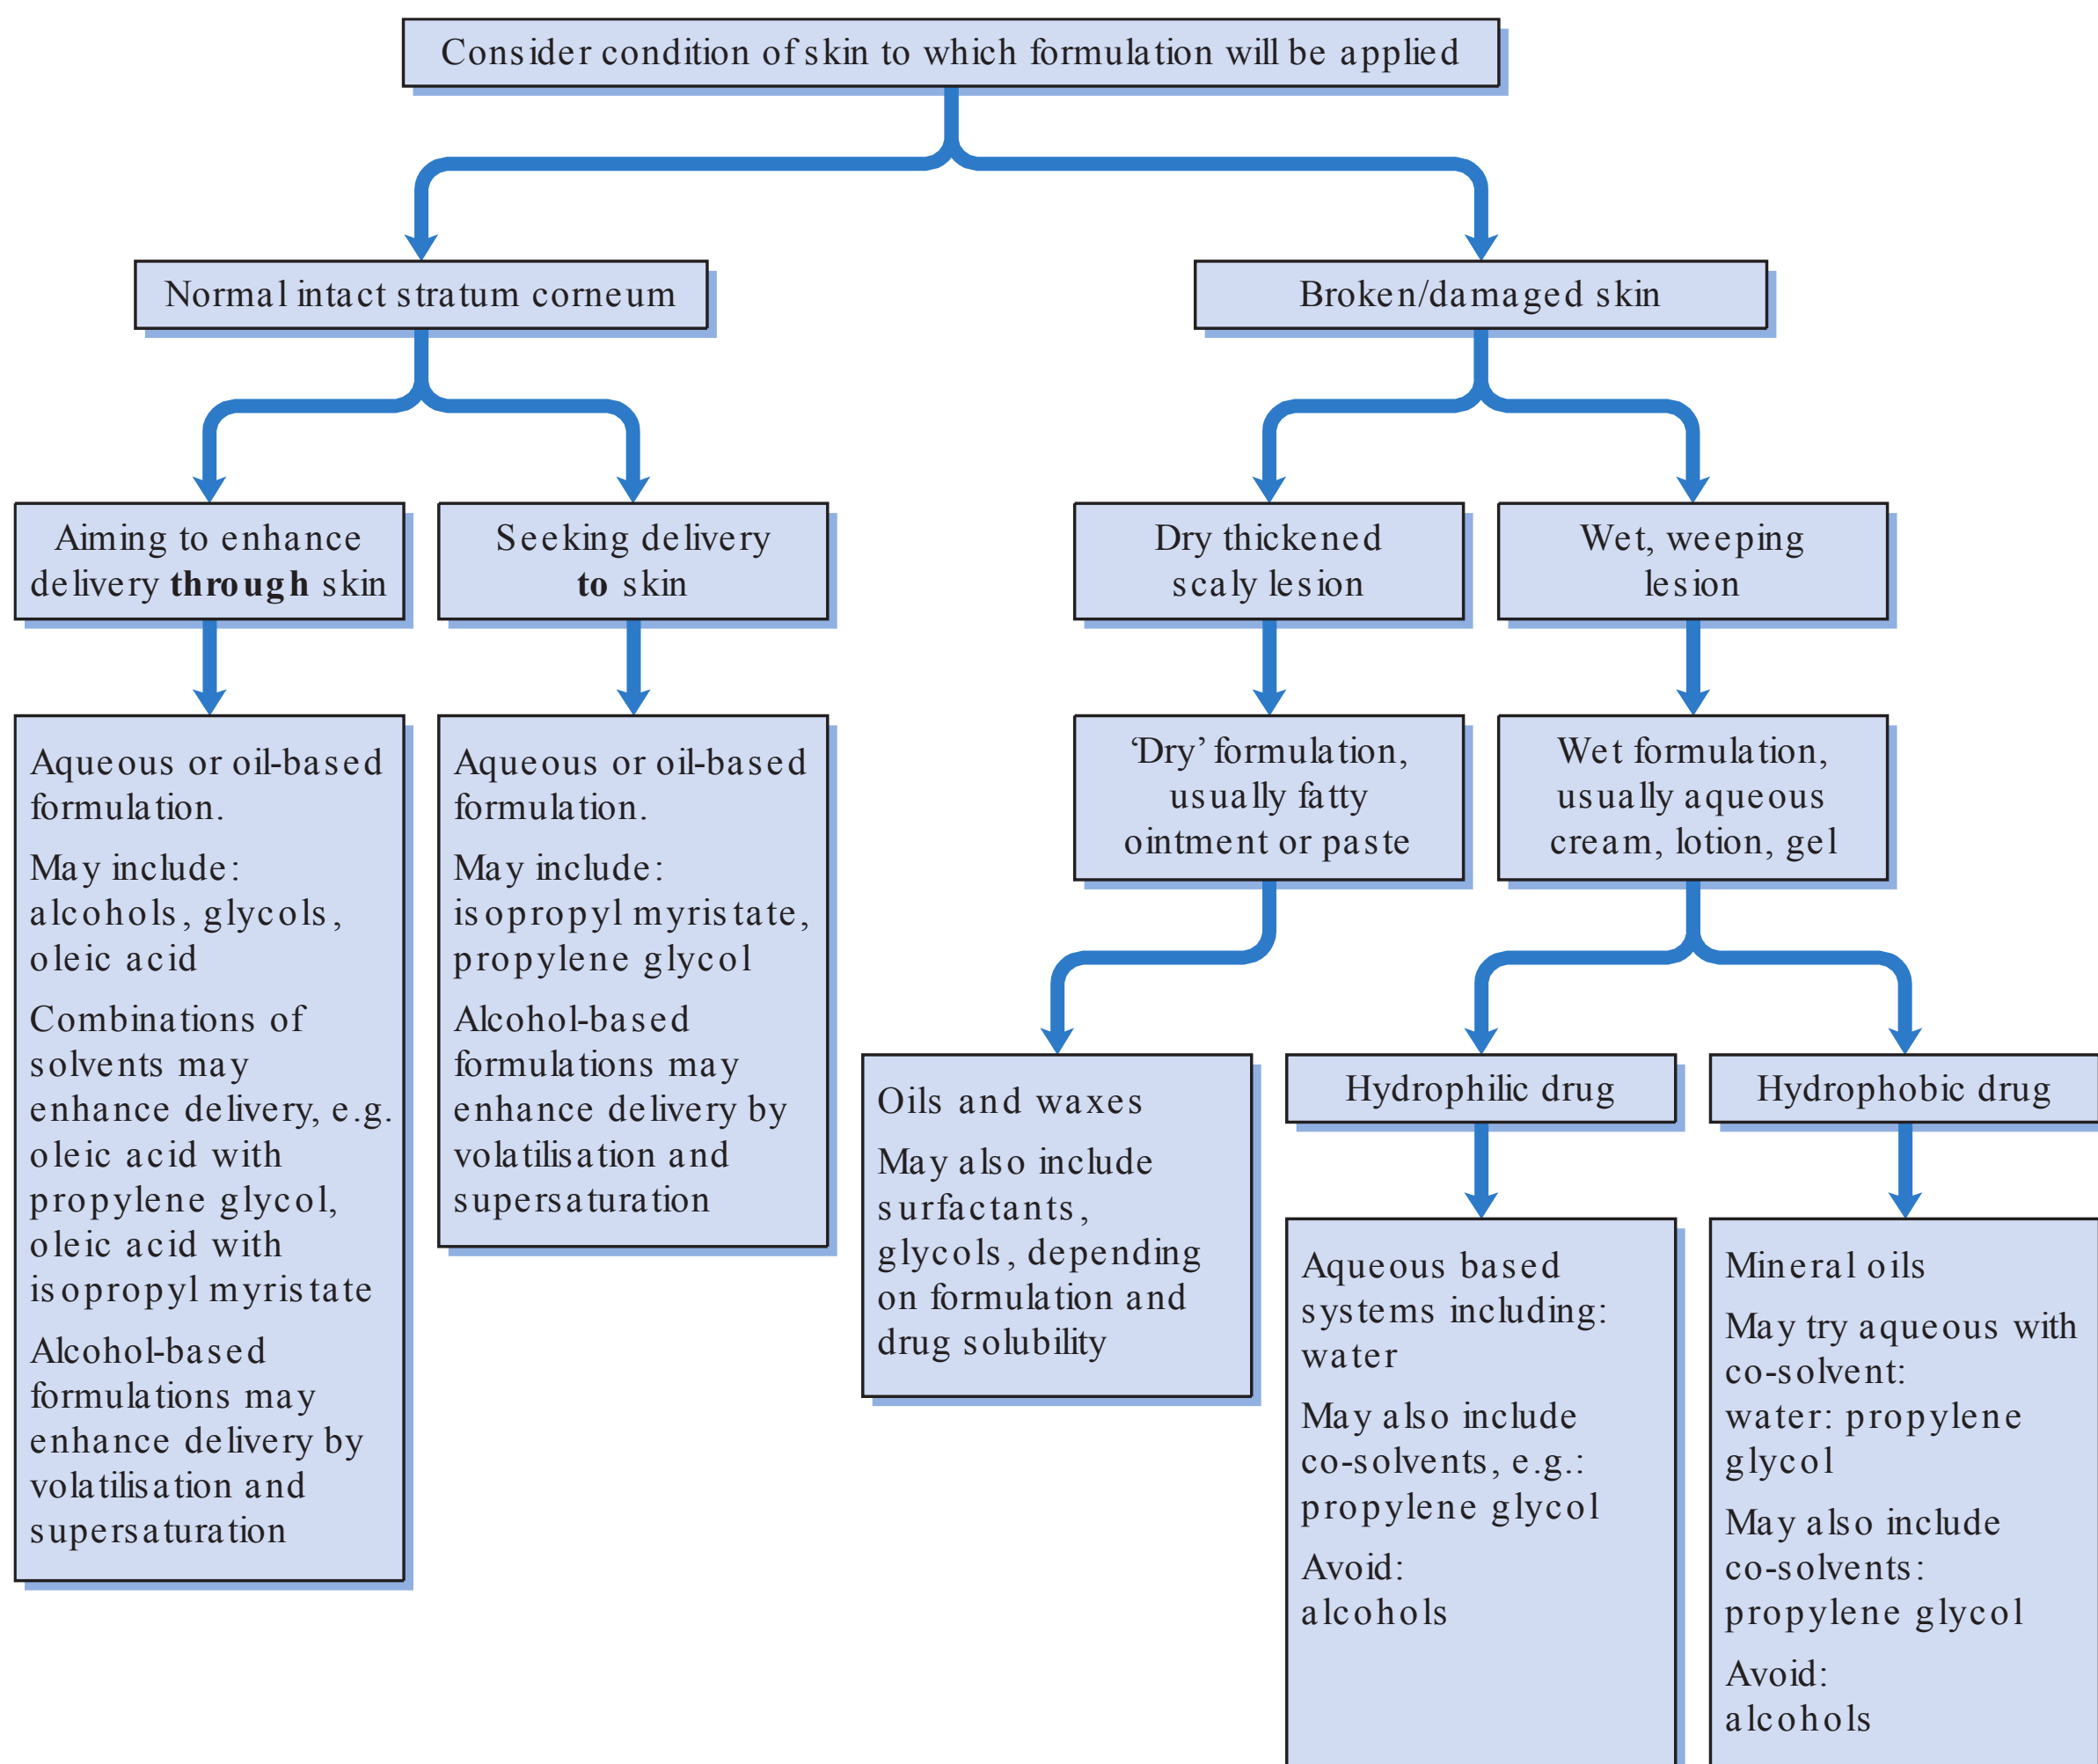 Consider condition of skin to which formulation will be applied
Normal intact stratum corneum
Broken/damaged skin
Aiming to enhance
delivery through skin
Seeking delivery
to skin
Dry thickened
scaly lesion
Wet, weeping
lesion
Aqueous or oil-based
formulation.
May include:
alcohols, glycols,
oleic acid
Combinations of
solvents may
enhance delivery, e.g.
oleic acid with
propylene glycol,
oleic acid with
isopropyl myristate
Alcohol-based
formulations may
enhance delivery by
volatilisation and
supersaturation
Aqueous or oil-based
formulation.
May include:
isopropyl myristate,
propylene glycol
Alcohol-based
formulations may
enhance delivery by
volatilisation and
supersaturation
‘Dry’ formulation,
usually fatty
ointment or paste
Wet formulation,
usually aqueous
cream, lotion, gel
Oils and waxes
May also include
surfactants,
glycols, depending
on formulation and
drug solubility
Hydrophilic drug
Hydrophobic drug
Aqueous based
systems including:
water
May also include
co-solvents, e.g.:
propylene glycol
Avoid:
alcohols
Mineral oils
May try aqueous with
co-solvent:
water: propylene
glycol
May also include
co-solvents:
propylene glycol
Avoid:
alcohols